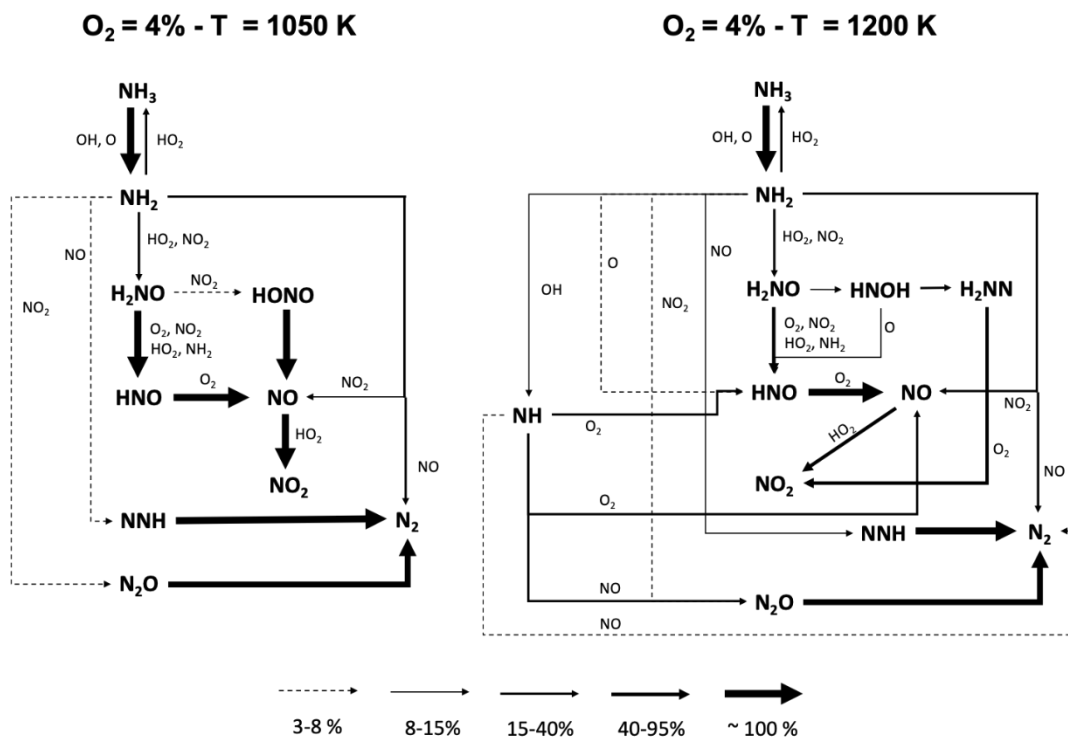 O₂ = 4% - T = 1050 K
NH₃
OH, O
HO₂
NH₂
HO₂, NO₂
NO
NO₂
H₂NO
NO₂
HONO
O₂, NO₂
HO₂, NH₂
HNO
O₂
NO
NO₂
HO₂
NO
NO₂
NNH
N₂
N₂O
O₂ = 4% - T = 1200 K
NH₃
OH, O
HO₂
NH₂
HO₂, NO₂
NO
O
OH
NO₂
H₂NO
HNOH
H₂NN
O₂, NO₂
HO₂, NH₂
O
HNO
O₂
NO
NO₂
NH
O₂
HO₂
O₂
NO
NO₂
O₂
NNH
N₂
NO
N₂O
NO
3-8 %
8-15%
15-40%
40-95%
~ 100 %